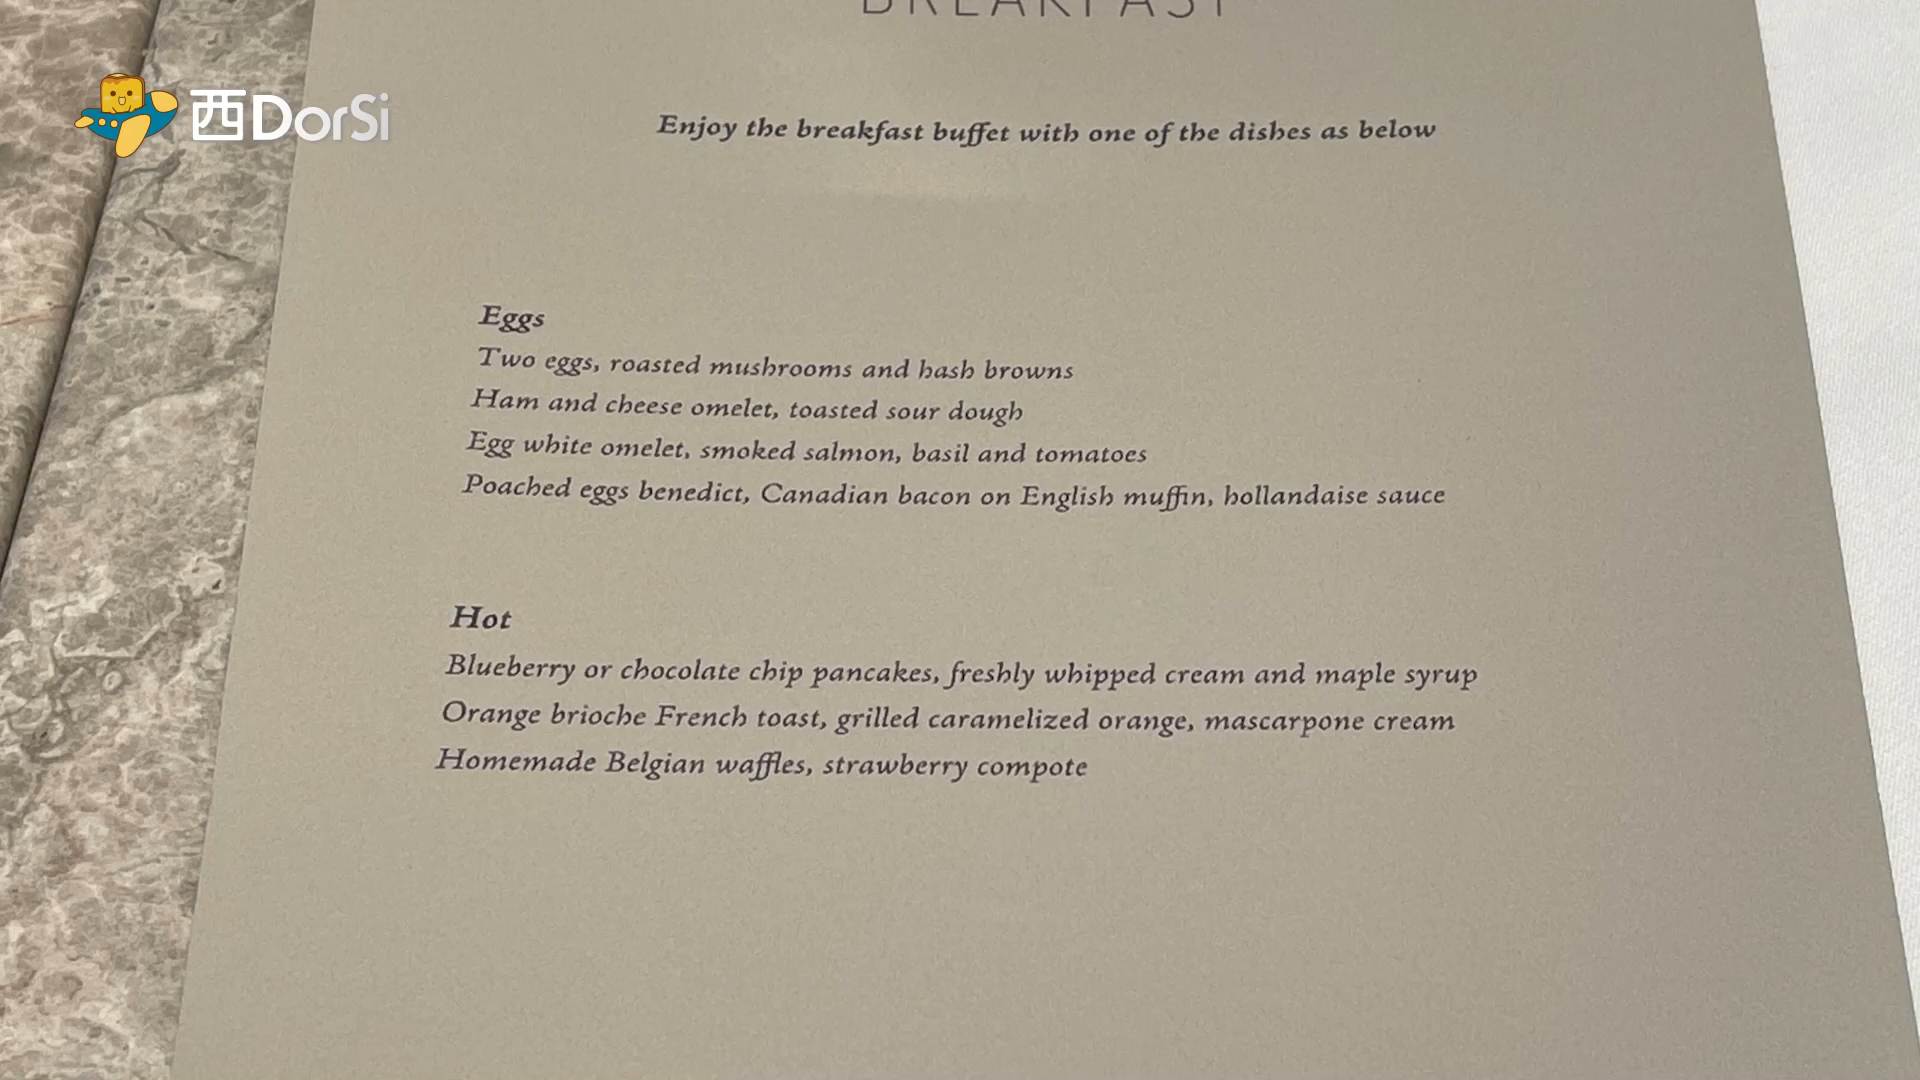 BREAKFAST
西DorSi
Enjoy the breakfast buffet with one of the dishes as below
Eggs
Two eggs, roasted mushrooms and hash browns
Ham and cheese omelet, toasted sour dough
Egg white omelet, smoked salmon, basil and tomatoes
Poached eggs benedict, Canadian bacon on English muffin, hollandaise sauce
Hot
Blueberry or chocolate chip pancakes, freshly whipped cream and maple syrup
Orange brioche French toast, grilled caramelized orange, mascarpone cream
Homemade Belgian waffles, strawberry compote